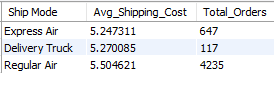 Ship Mode Avg_Shipping_Cost Total_Orders
Express Air 5.247311 647
Delivery Truck 5.270085 117
Regular Air 5.504621 4235